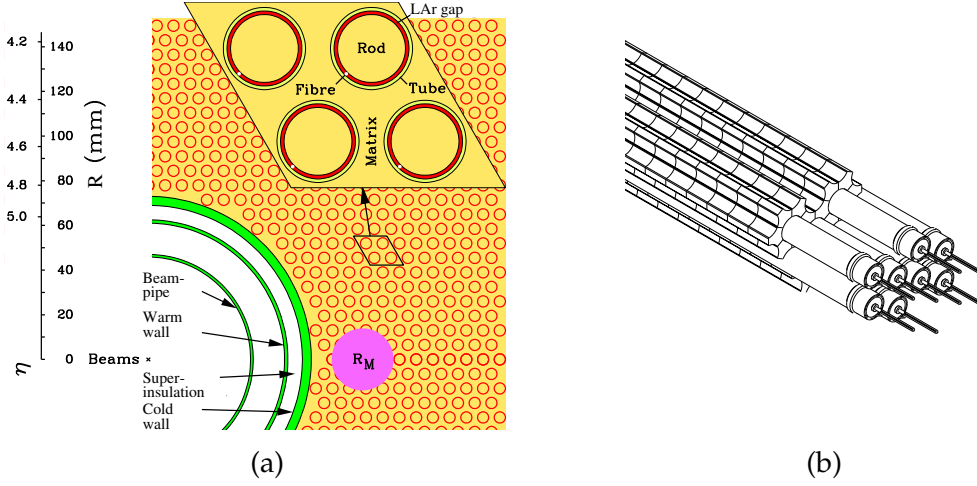 LAr gap
Rod
Fibre
Tube
Matrix
4.2
4.4
4.6
4.8
5.0
140
120
100
80
60
40
20
0
R (mm)
η
Beam-
pipe
Warm
wall
Beams ×
Super-
insulation
Cold
wall
R_M
(a)
(b)